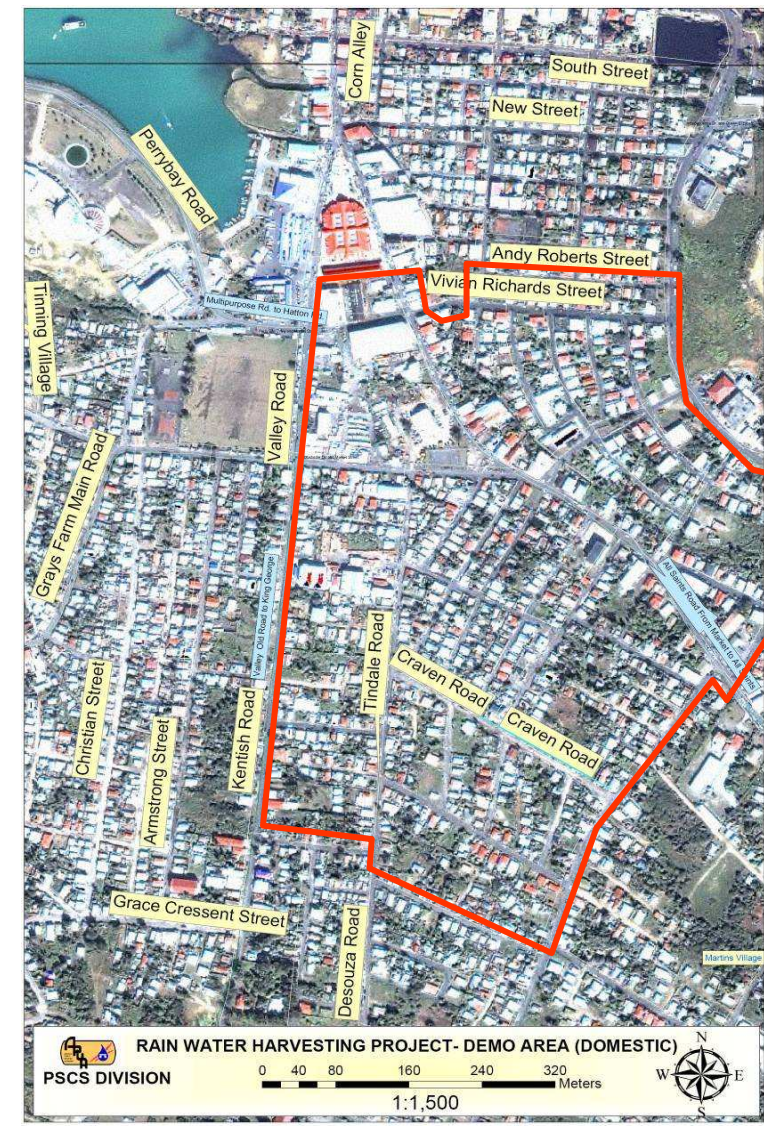 Corn Alley
South Street
New Street
Perrybay Road
Andy Roberts Street
Vivian Richards Street
Multipurpose Rd. to Hatton
Tinning Village
Valley Road
Grays Farm Main Road
All Saints Road From Market to All Saints
Valley Old Road to King George
Tindale Road
Craven Road
Craven Road
Christian Street
Kentish Road
Armstrong Street
Grace Cressent Street
Desouza Road
Martins Village
APUA
PSCS DIVISION
RAIN WATER HARVESTING PROJECT- DEMO AREA (DOMESTIC)
0 40 80 160 240 320
Meters
1:1,500
N
W E
S